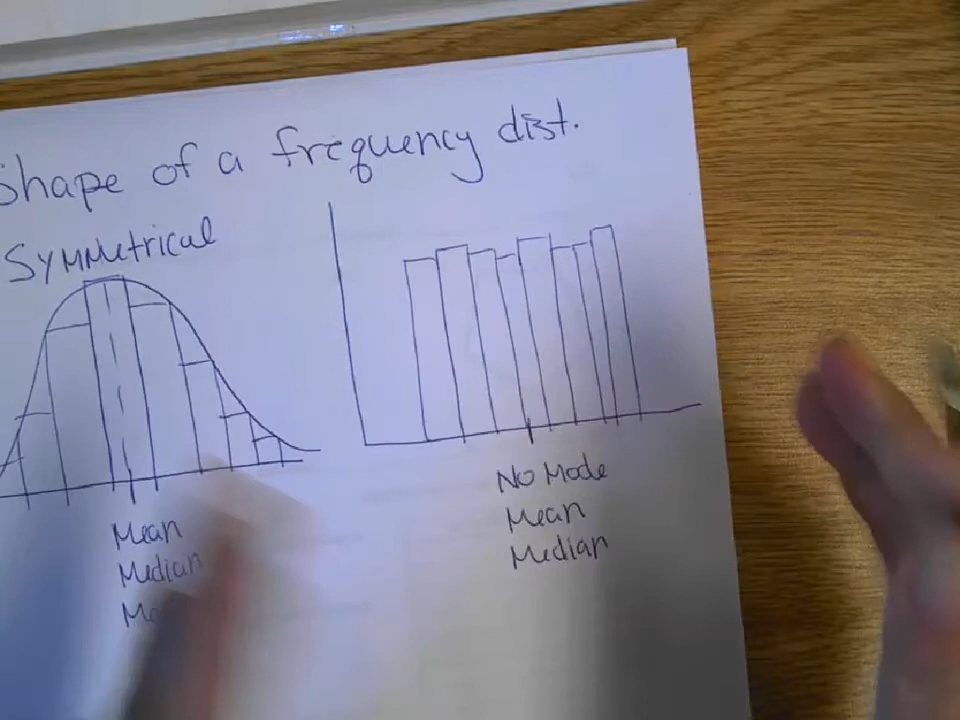 Shape of a frequency dist.
Symmetrical
Mean
Median
No Mode
Mean
Median